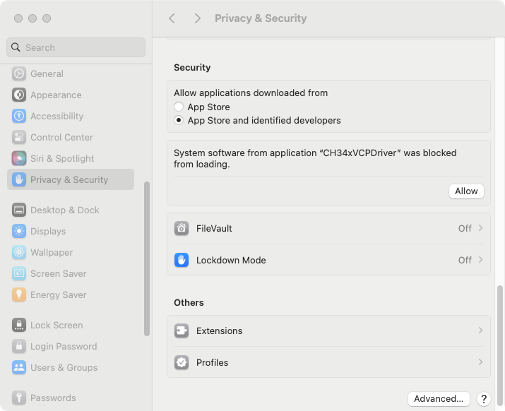 Privacy & Security
Search
General
Appearance
Accessibility
Control Center
Siri & Spotlight
Privacy & Security
Desktop & Dock
Displays
Wallpaper
Screen Saver
Energy Saver
Lock Screen
Login Password
Users & Groups
Passwords
Security
Allow applications downloaded from
App Store
App Store and identified developers
System software from application “CH34xVCPDriver” was blocked
from loading.
Allow
FileVault Off
Lockdown Mode Off
Others
Extensions
Profiles
Advanced... ?